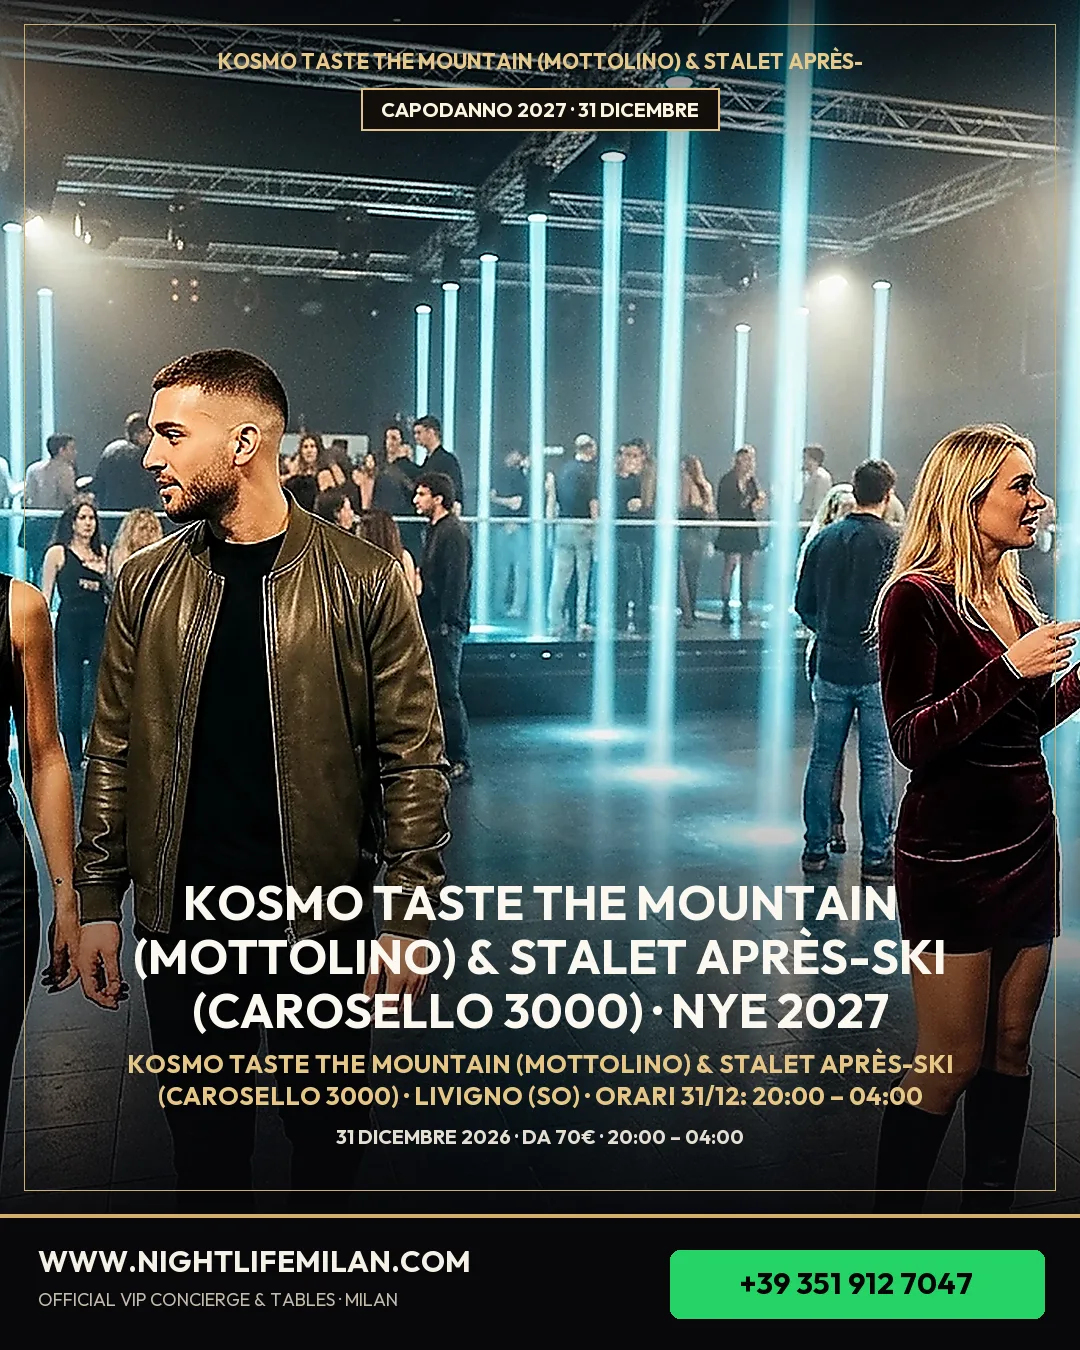 KOSMO TASTE THE MOUNTAIN (MOTTOLINO) & STALET APRÈS-
CAPODANNO 2027 · 31 DICEMBRE
KOSMO TASTE THE MOUNTAIN
(MOTTOLINO) & STALET APRÈS-SKI
(CAROSELLO 3000) · NYE 2027
KOSMO TASTE THE MOUNTAIN (MOTTOLINO) & STALET APRÈS-SKI
(CAROSELLO 3000) · LIVIGNO (SO) · ORARI 31/12: 20:00 – 04:00
31 DICEMBRE 2026 · DA 70€ · 20:00 – 04:00
WWW.NIGHTLIFEMILAN.COM
+39 351 912 7047
OFFICIAL VIP CONCIERGE & TABLES · MILAN